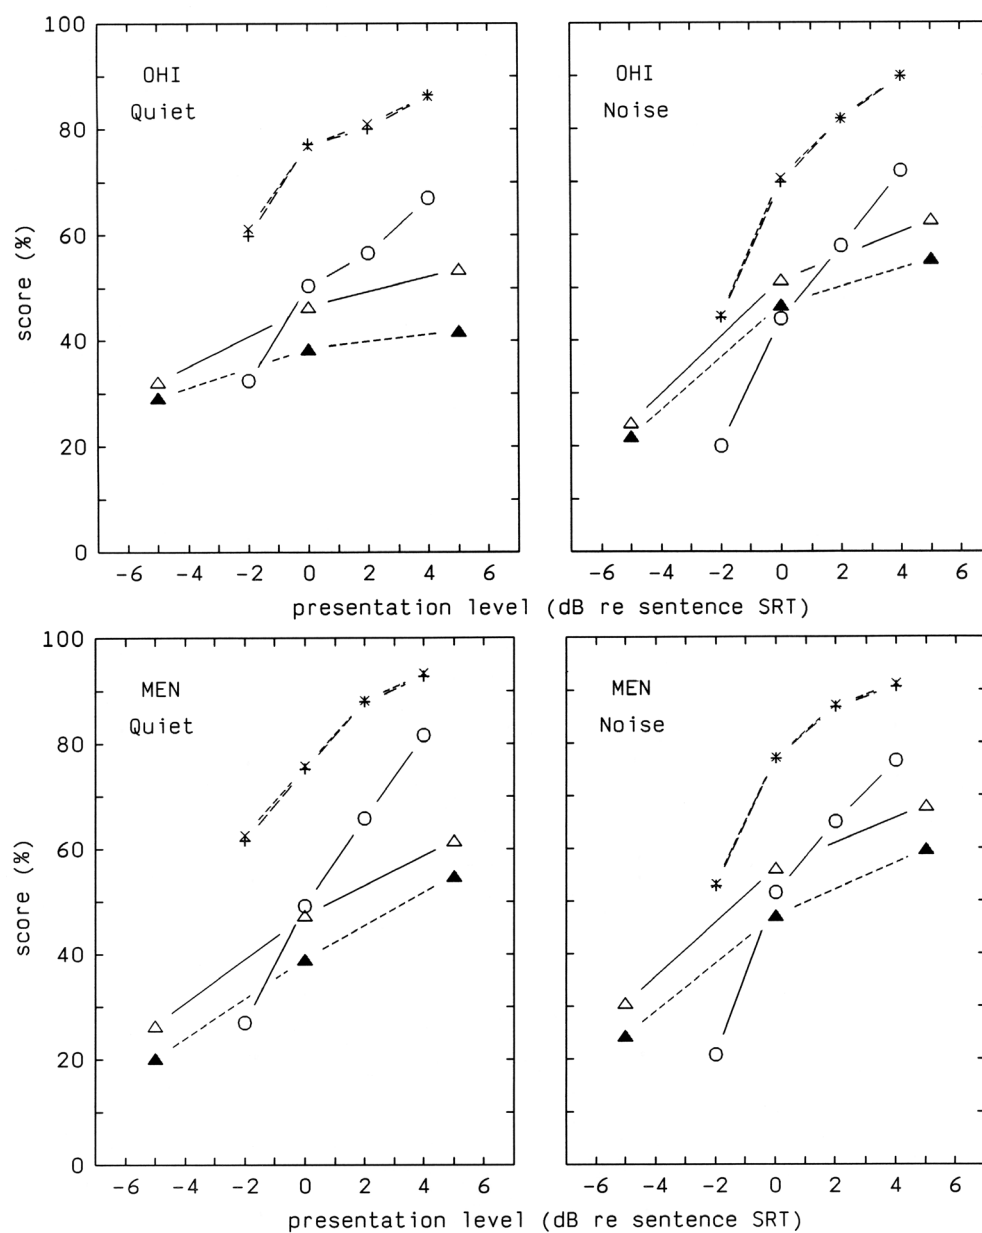 100
80
60
40
20
0
score (%)
OHI
Quiet
OHI
Noise
-6 -4 -2 0 2 4 6
-6 -4 -2 0 2 4 6
presentation level (dB re sentence SRT)
100
80
60
40
20
0
score (%)
MEN
Quiet
MEN
Noise
-6 -4 -2 0 2 4 6
-6 -4 -2 0 2 4 6
presentation level (dB re sentence SRT)